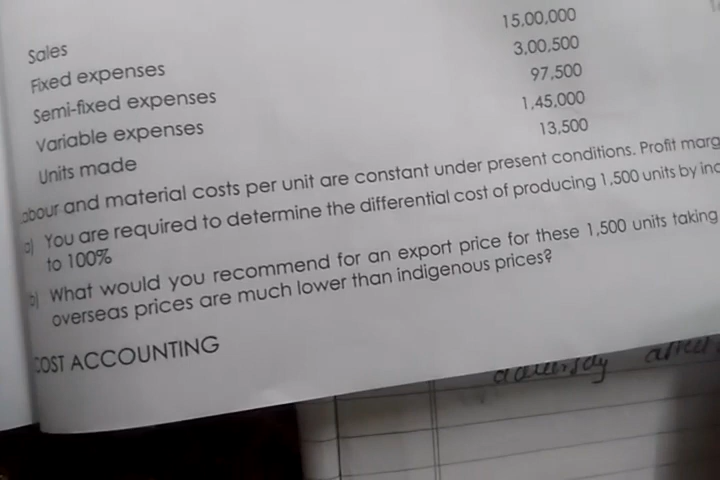 Sales 15,00,000
Fixed expenses 3,00,500
Semi-fixed expenses 97,500
Variable expenses 1,45,000
Units made 13,500
and material costs per unit are constant under present conditions. Profit marg
a) You are required to determine the differential cost of producing 1,500 units by inc
to 100%
b) What would you recommend for an export price for these 1,500 units taking
overseas prices are much lower than indigenous prices?
COST ACCOUNTING